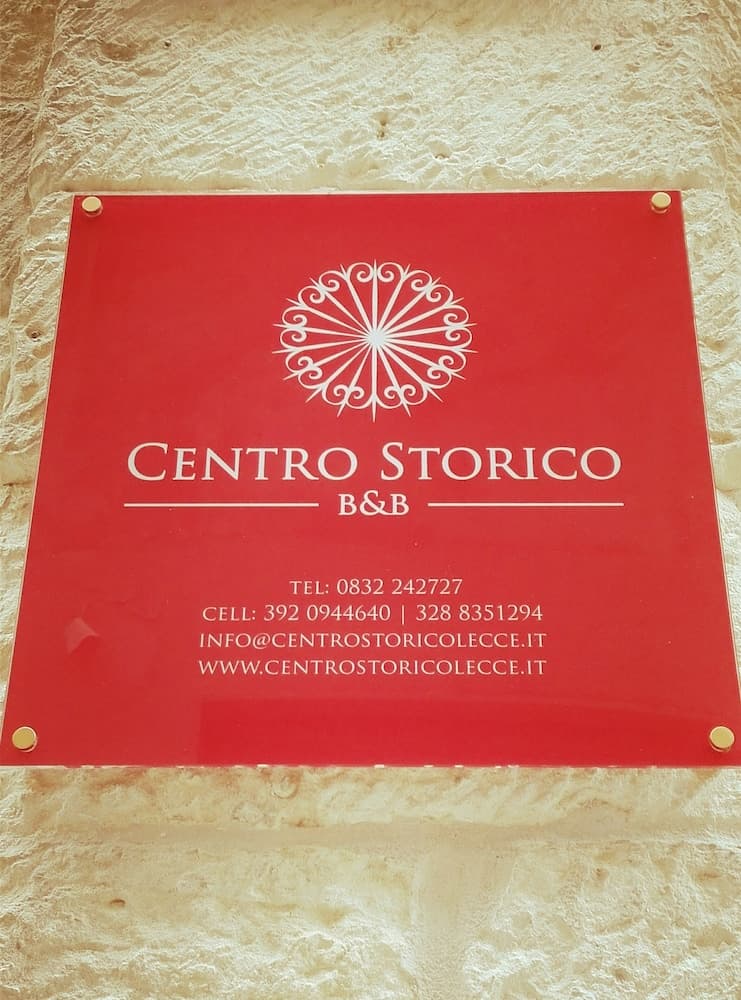 CENTRO STORICO
B&B
TEL: 0832 242727
CELL: 392 0944640 | 328 8351294
INFO@CENTROSTORICOLECCE.IT
WWW.CENTROSTORICOLECCE.IT